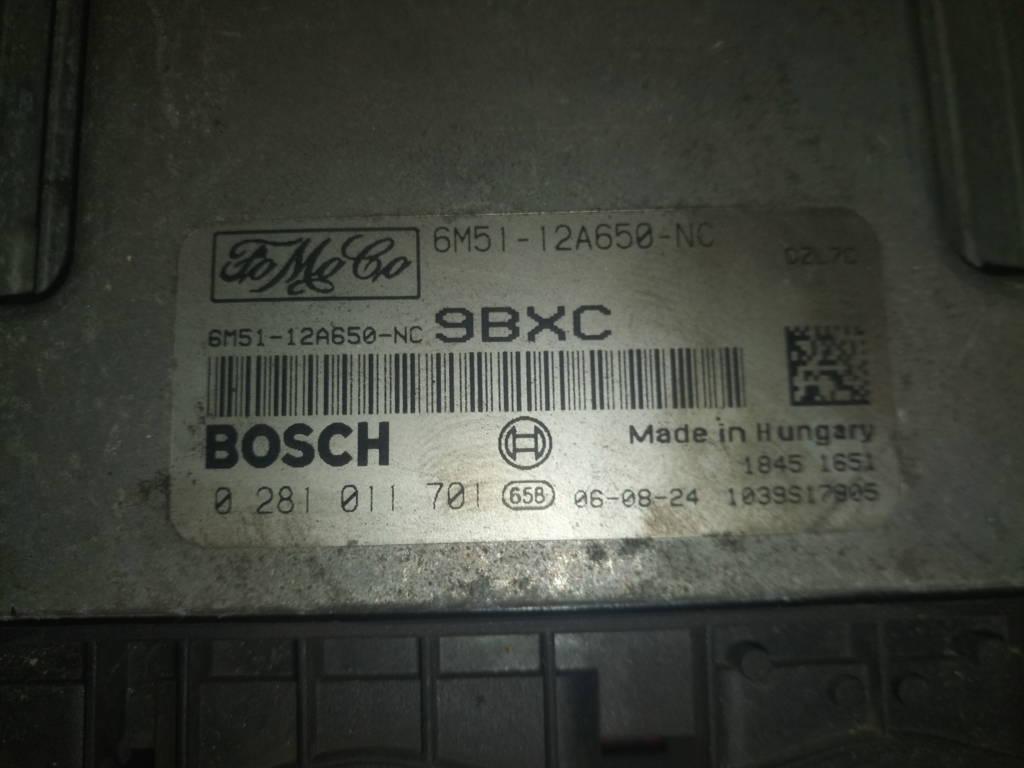 FoMoCo
6M51-12A650-NC
DZL7C
6M51-12A650-NC 9BXC
BOSCH
Made in Hungary
1845 1651
0 281 011 701 658 06-08-24 1039S17905